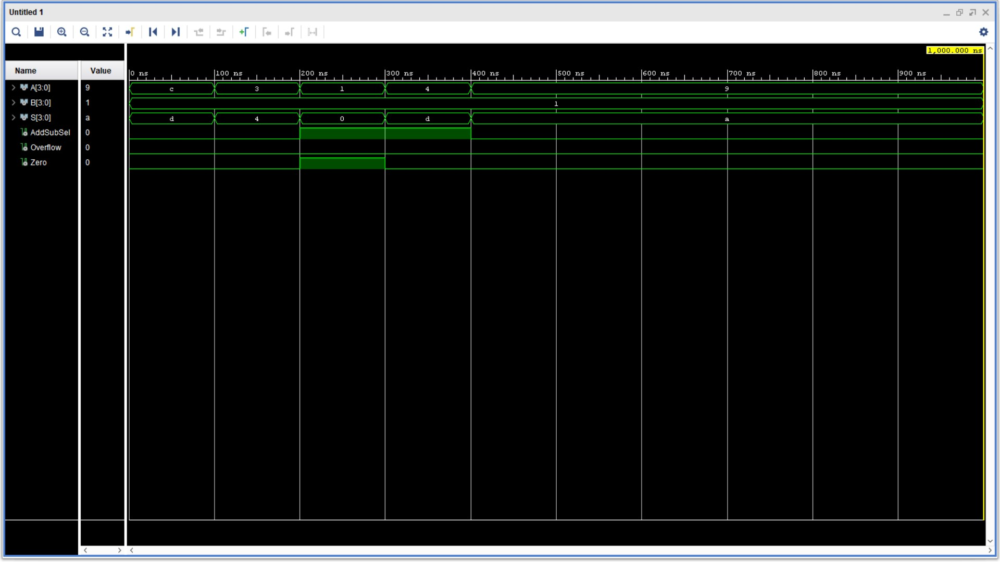 Untitled 1
1,000.000 ns
Name Value 0 ns 100 ns 200 ns 300 ns 400 ns 500 ns 600 ns 700 ns 800 ns 900 ns
A[3:0] 9 c 3 1 4 9
B[3:0] 1 1
S[3:0] a d 4 0 d a
AddSubSel 0
Overflow 0
Zero 0